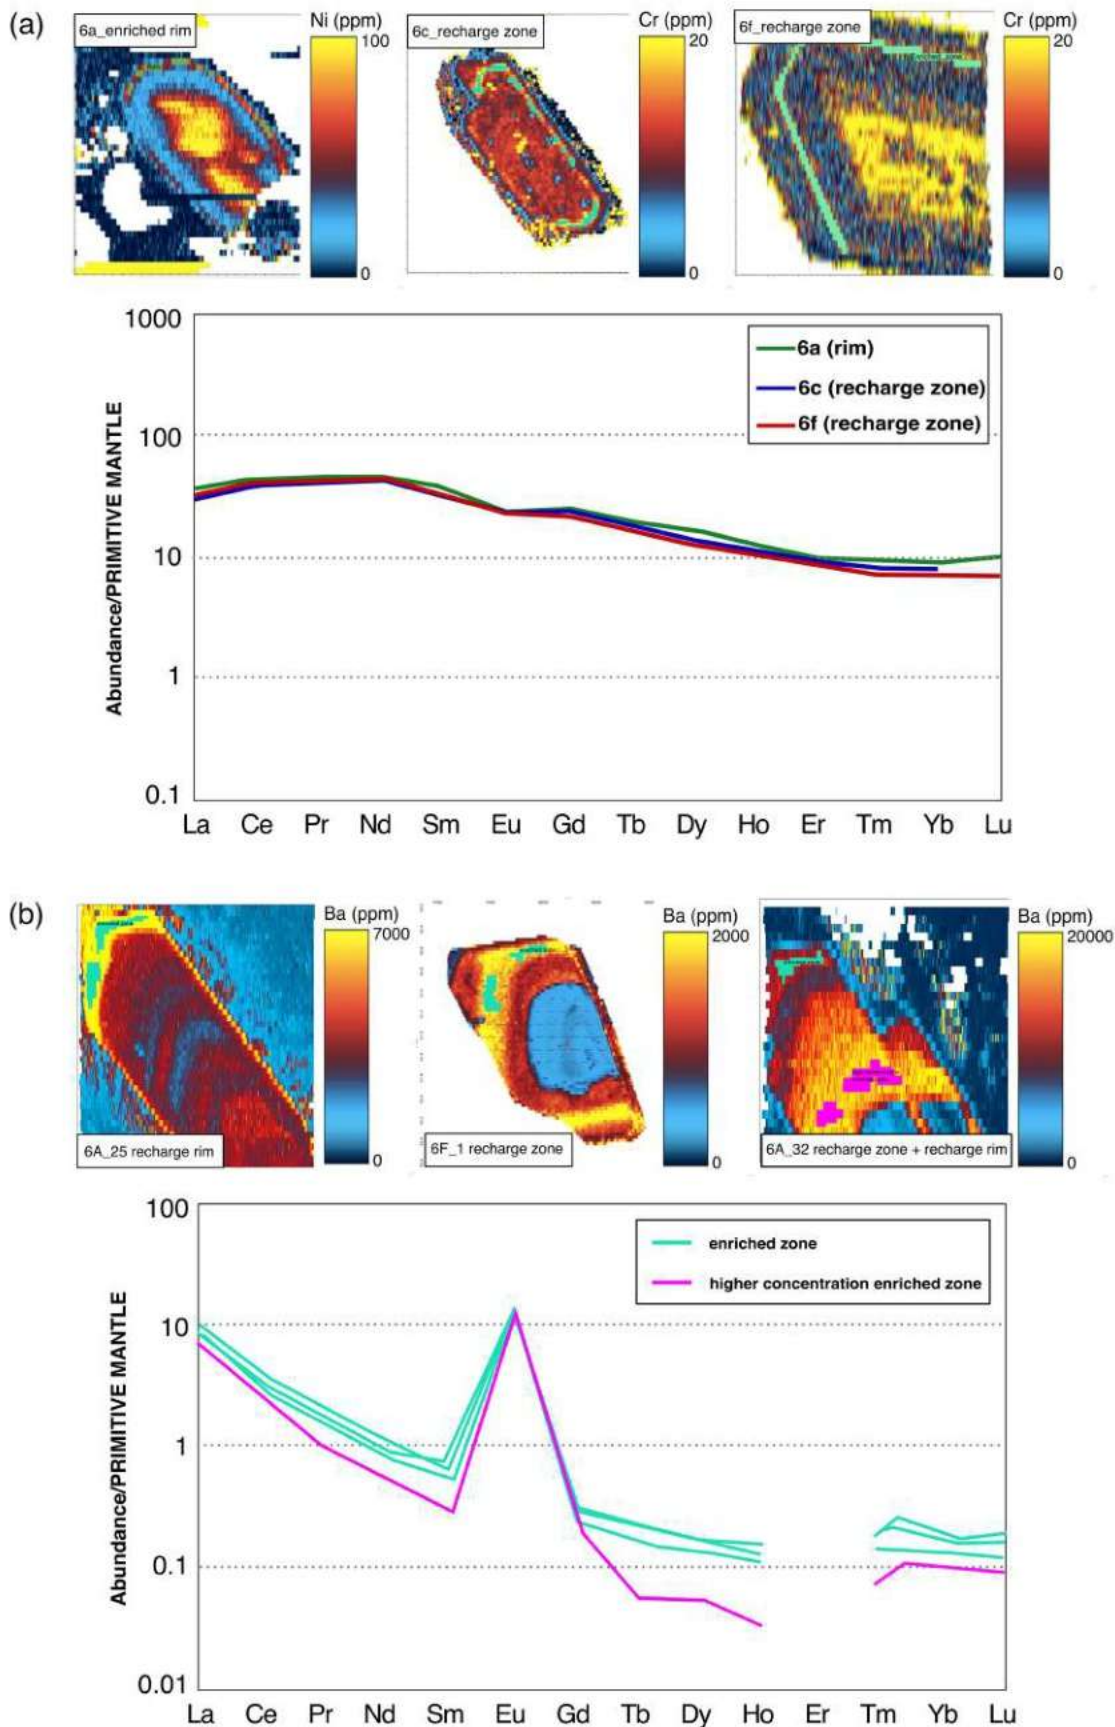 (a)
6a_enriched rim
Ni (ppm)
100
0
6c_recharge zone
Cr (ppm)
20
0
6f_recharge zone
Cr (ppm)
20
0
1000
100
10
1
0.1
Abundance/PRIMITIVE MANTLE
6a (rim)
6c (recharge zone)
6f (recharge zone)
La Ce Pr Nd Sm Eu Gd Tb Dy Ho Er Tm Yb Lu
(b)
6A_25 recharge rim
Ba (ppm)
7000
0
6F_1 recharge zone
Ba (ppm)
2000
0
6A_32 recharge zone + recharge rim
Ba (ppm)
20000
0
100
10
1
0.1
0.01
Abundance/PRIMITIVE MANTLE
enriched zone
higher concentration enriched zone
La Ce Pr Nd Sm Eu Gd Tb Dy Ho Er Tm Yb Lu